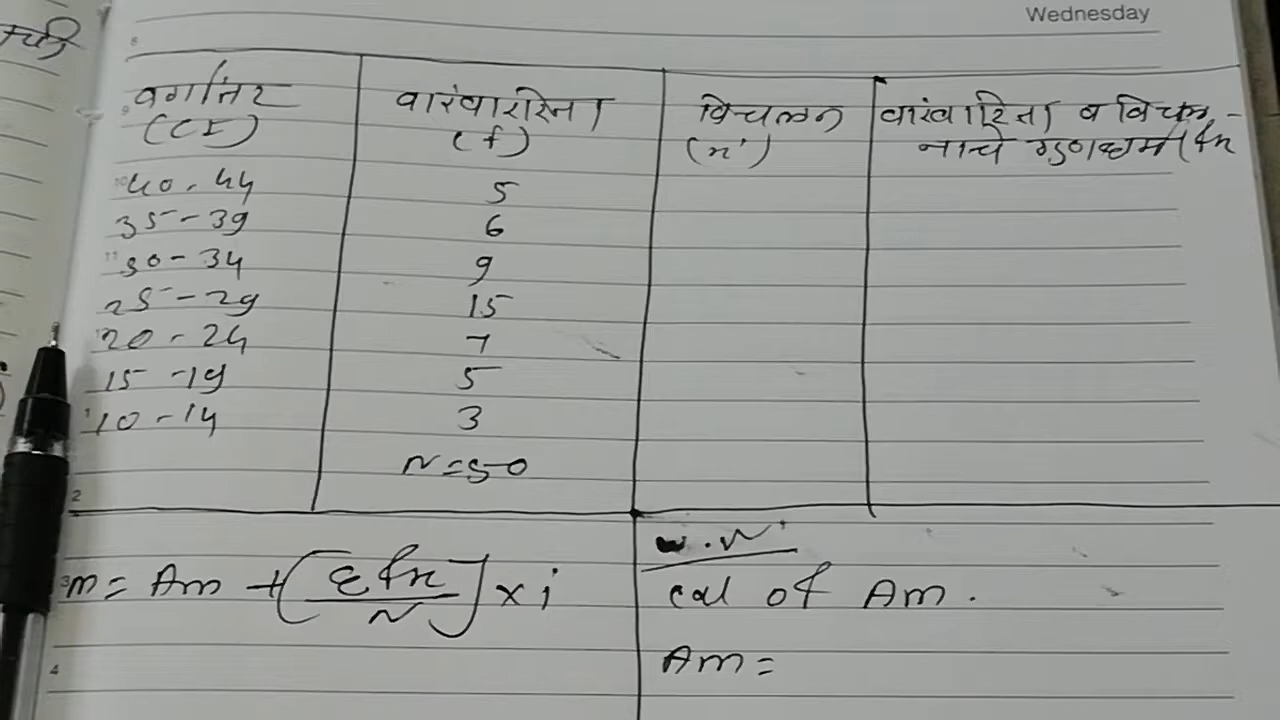 Wednesday
वर्गांतर वारंवारिता विचलन वारंवारिता व विचल-
(CI) (f) (x') नाचे गुणाकार (fx
40 - 44 5
35 - 39 6
30 - 34 9
25 - 29 15
20 - 24 7
15 - 19 5
10 - 14 3
N = 50
m = Am + [Σfx / N] × i
W.N.
cal of Am.
Am =